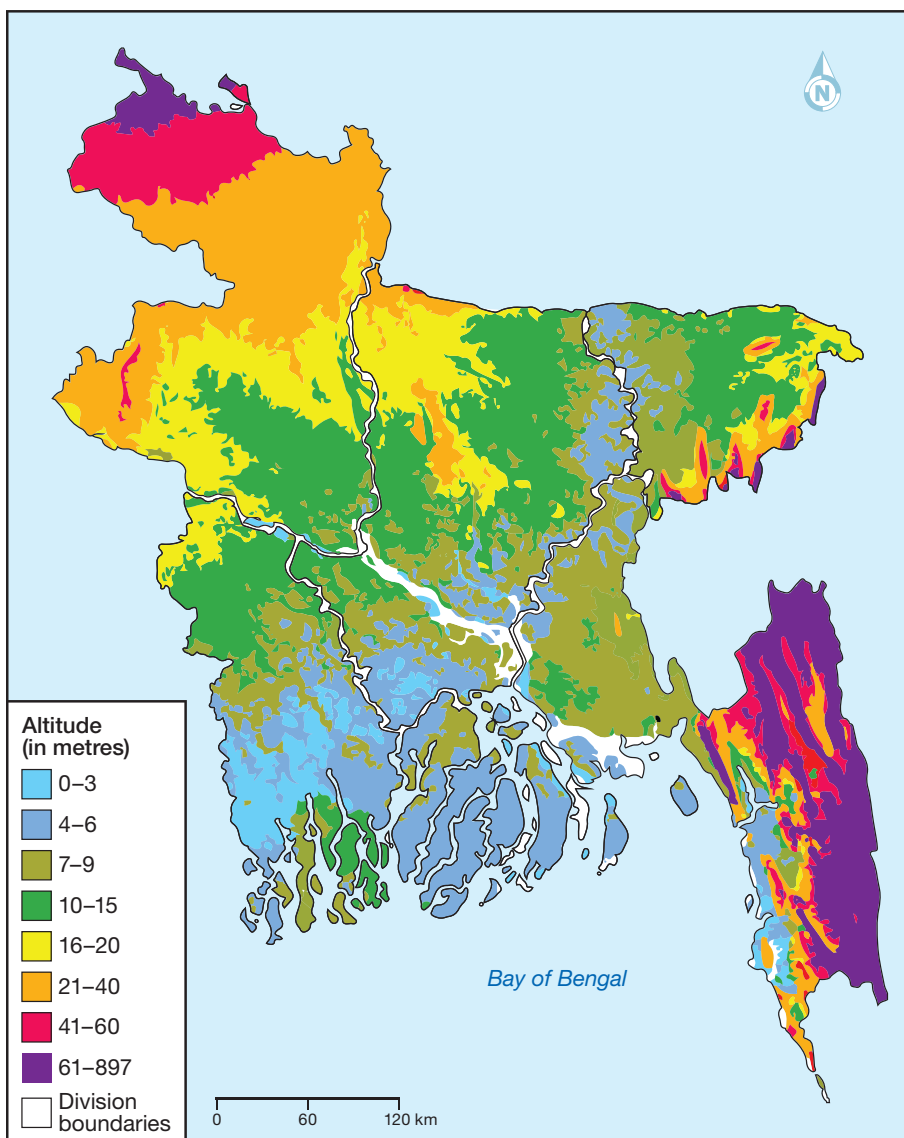 N
Bay of Bengal
Altitude
(in metres)
0–3
4–6
7–9
10–15
16–20
21–40
41–60
61–897
Division
boundaries
0 60 120 km